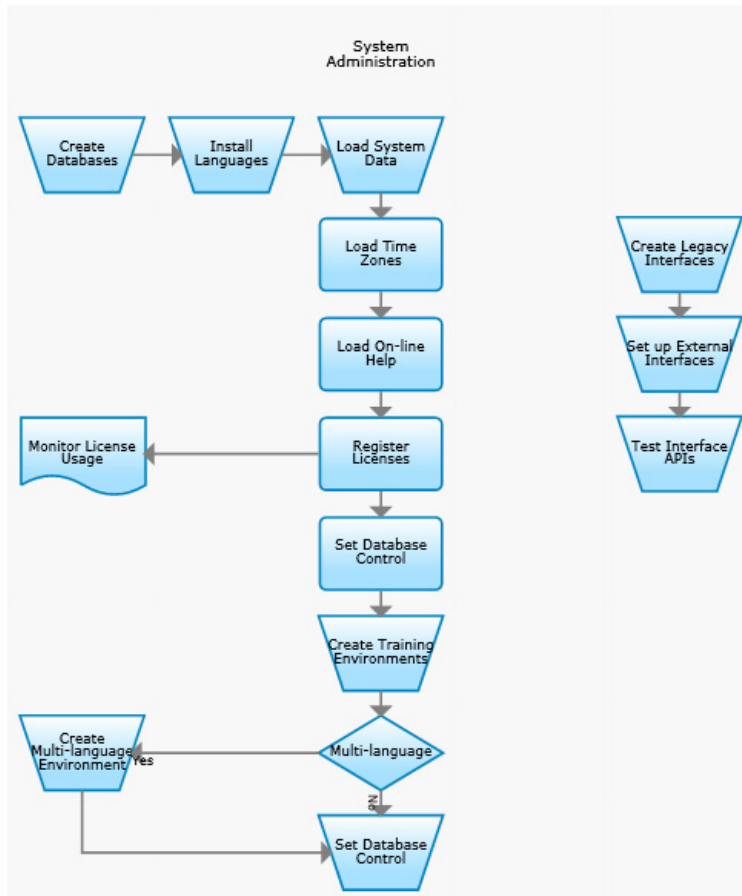 System
Administration
Create
Databases
Install
Languages
Load System
Data
Load Time
Zones
Create Legacy
Interfaces
Load On-line
Help
Set up External
Interfaces
Monitor License
Usage
Register
Licenses
Test Interface
APIs
Set Database
Control
Create Training
Environments
Create
Multi-language
Environment
Yes
Multi-language
No
Set Database
Control